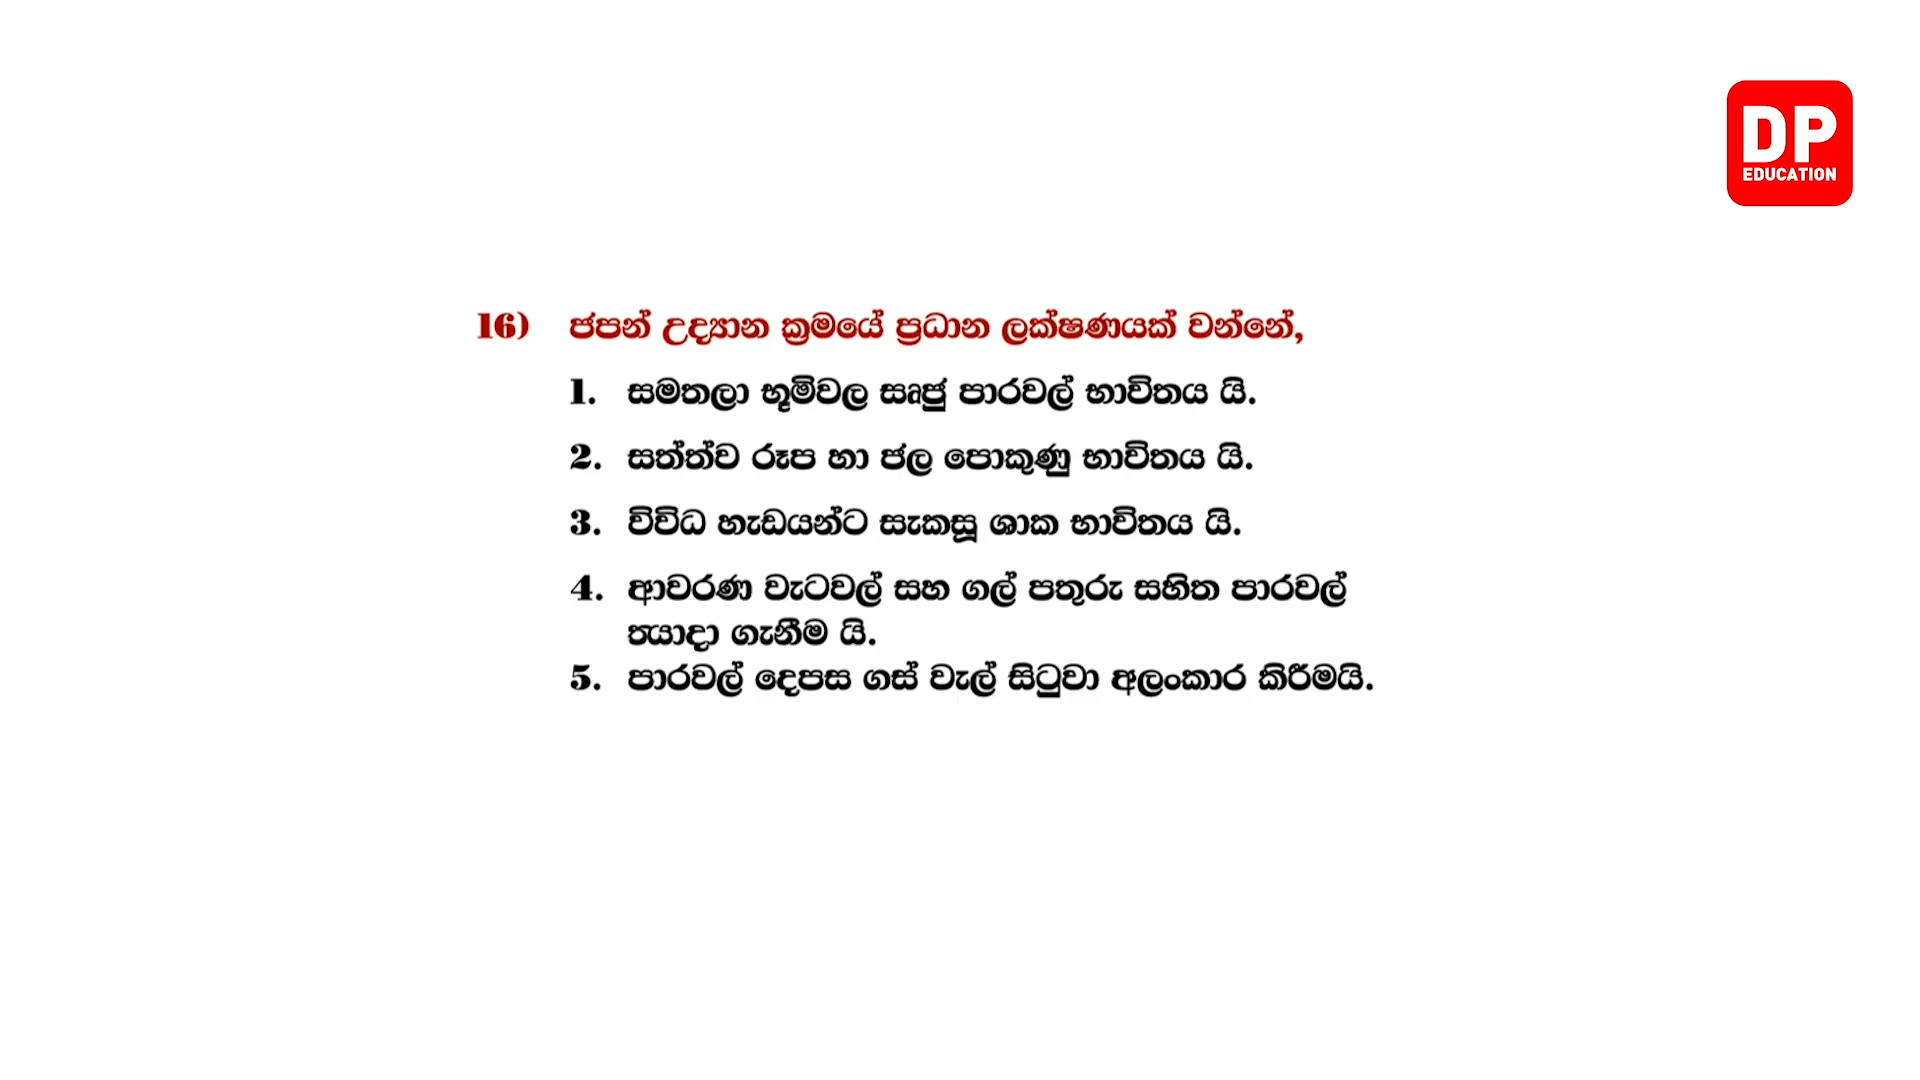 DP
EDUCATION
16) ජපන් උද්‍යාන ක්‍රමයේ ප්‍රධාන ලක්ෂණයක් වන්නේ,
1. සමතලා භූමිවල සෘජු පාරවල් භාවිතය යි.
2. සත්ත්ව රූප හා ජල පොකුණු භාවිතය යි.
3. විවිධ හැඩයන්ට සැකසූ ශාක භාවිතය යි.
4. ආවරණ වැටවල් සහ ගල් පතුරු සහිත පාරවල්
ත්‍යාදා ගැනීම යි.
5. පාරවල් දෙපස ගස් වැල් සිටුවා අලංකාර කිරීමයි.